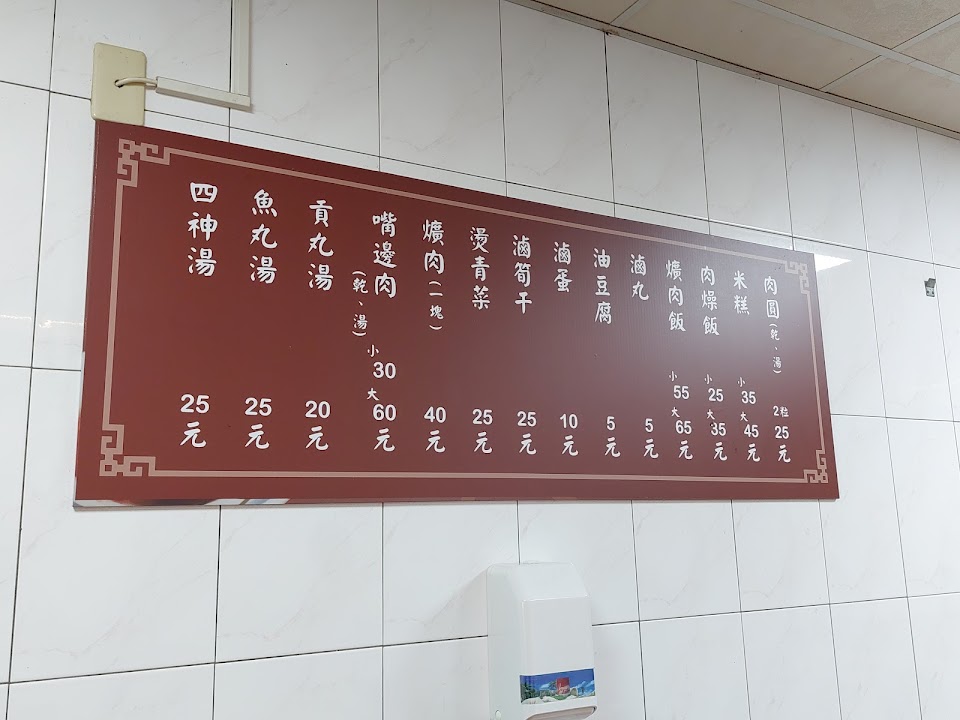 肉圓(乾、湯) 2粒 25元
米糕 小35 大45元
肉燥飯 小25 大35元
爌肉飯 小55 大65元
滷丸 5元
油豆腐 5元
滷蛋 10元
滷筍干 25元
燙青菜 25元
爌肉(一塊) 40元
嘴邊肉(乾、湯) 小30 大60元
貢丸湯 20元
魚丸湯 25元
四神湯 25元